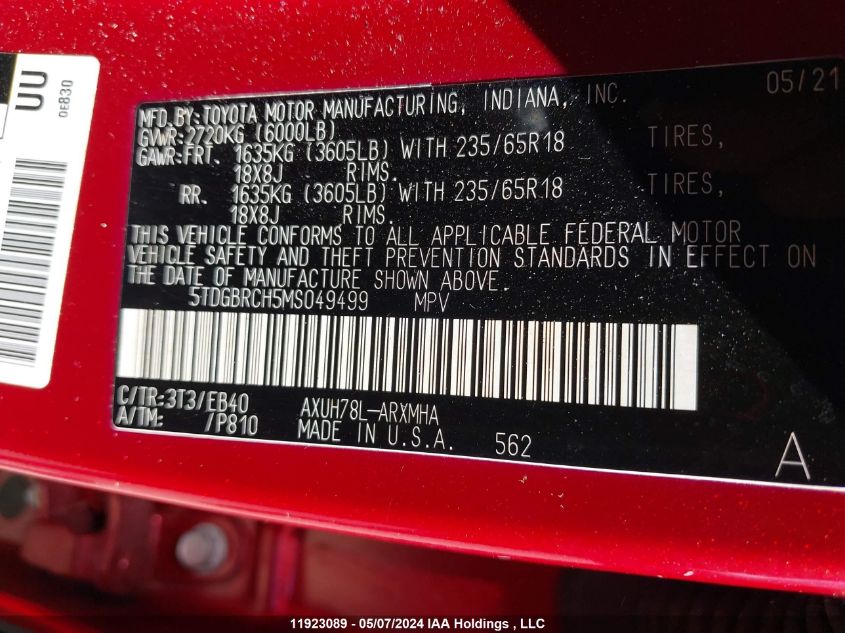 UU
0E830
05/21
MFD.BY:TOYOTA MOTOR MANUFACTURING, INDIANA, INC.
GVWR:2720KG (6000LB)
GAWR:FRT. 1635KG (3605LB) WITH 235/65R18 TIRES,
18X8J RIMS.
RR. 1635KG (3605LB) WITH 235/65R18 TIRES,
18X8J RIMS.
THIS VEHICLE CONFORMS TO ALL APPLICABLE FEDERAL MOTOR
VEHICLE SAFETY AND THEFT PREVENTION STANDARDS IN EFFECT ON
THE DATE OF MANUFACTURE SHOWN ABOVE.
5TDGBRCH5MS049499 MPV
C/TR:3T3/EB40 AXUH78L-ARXMHA
A/TM: /P810 MADE IN U.S.A. 562
A
11923089 - 05/07/2024 IAA Holdings , LLC